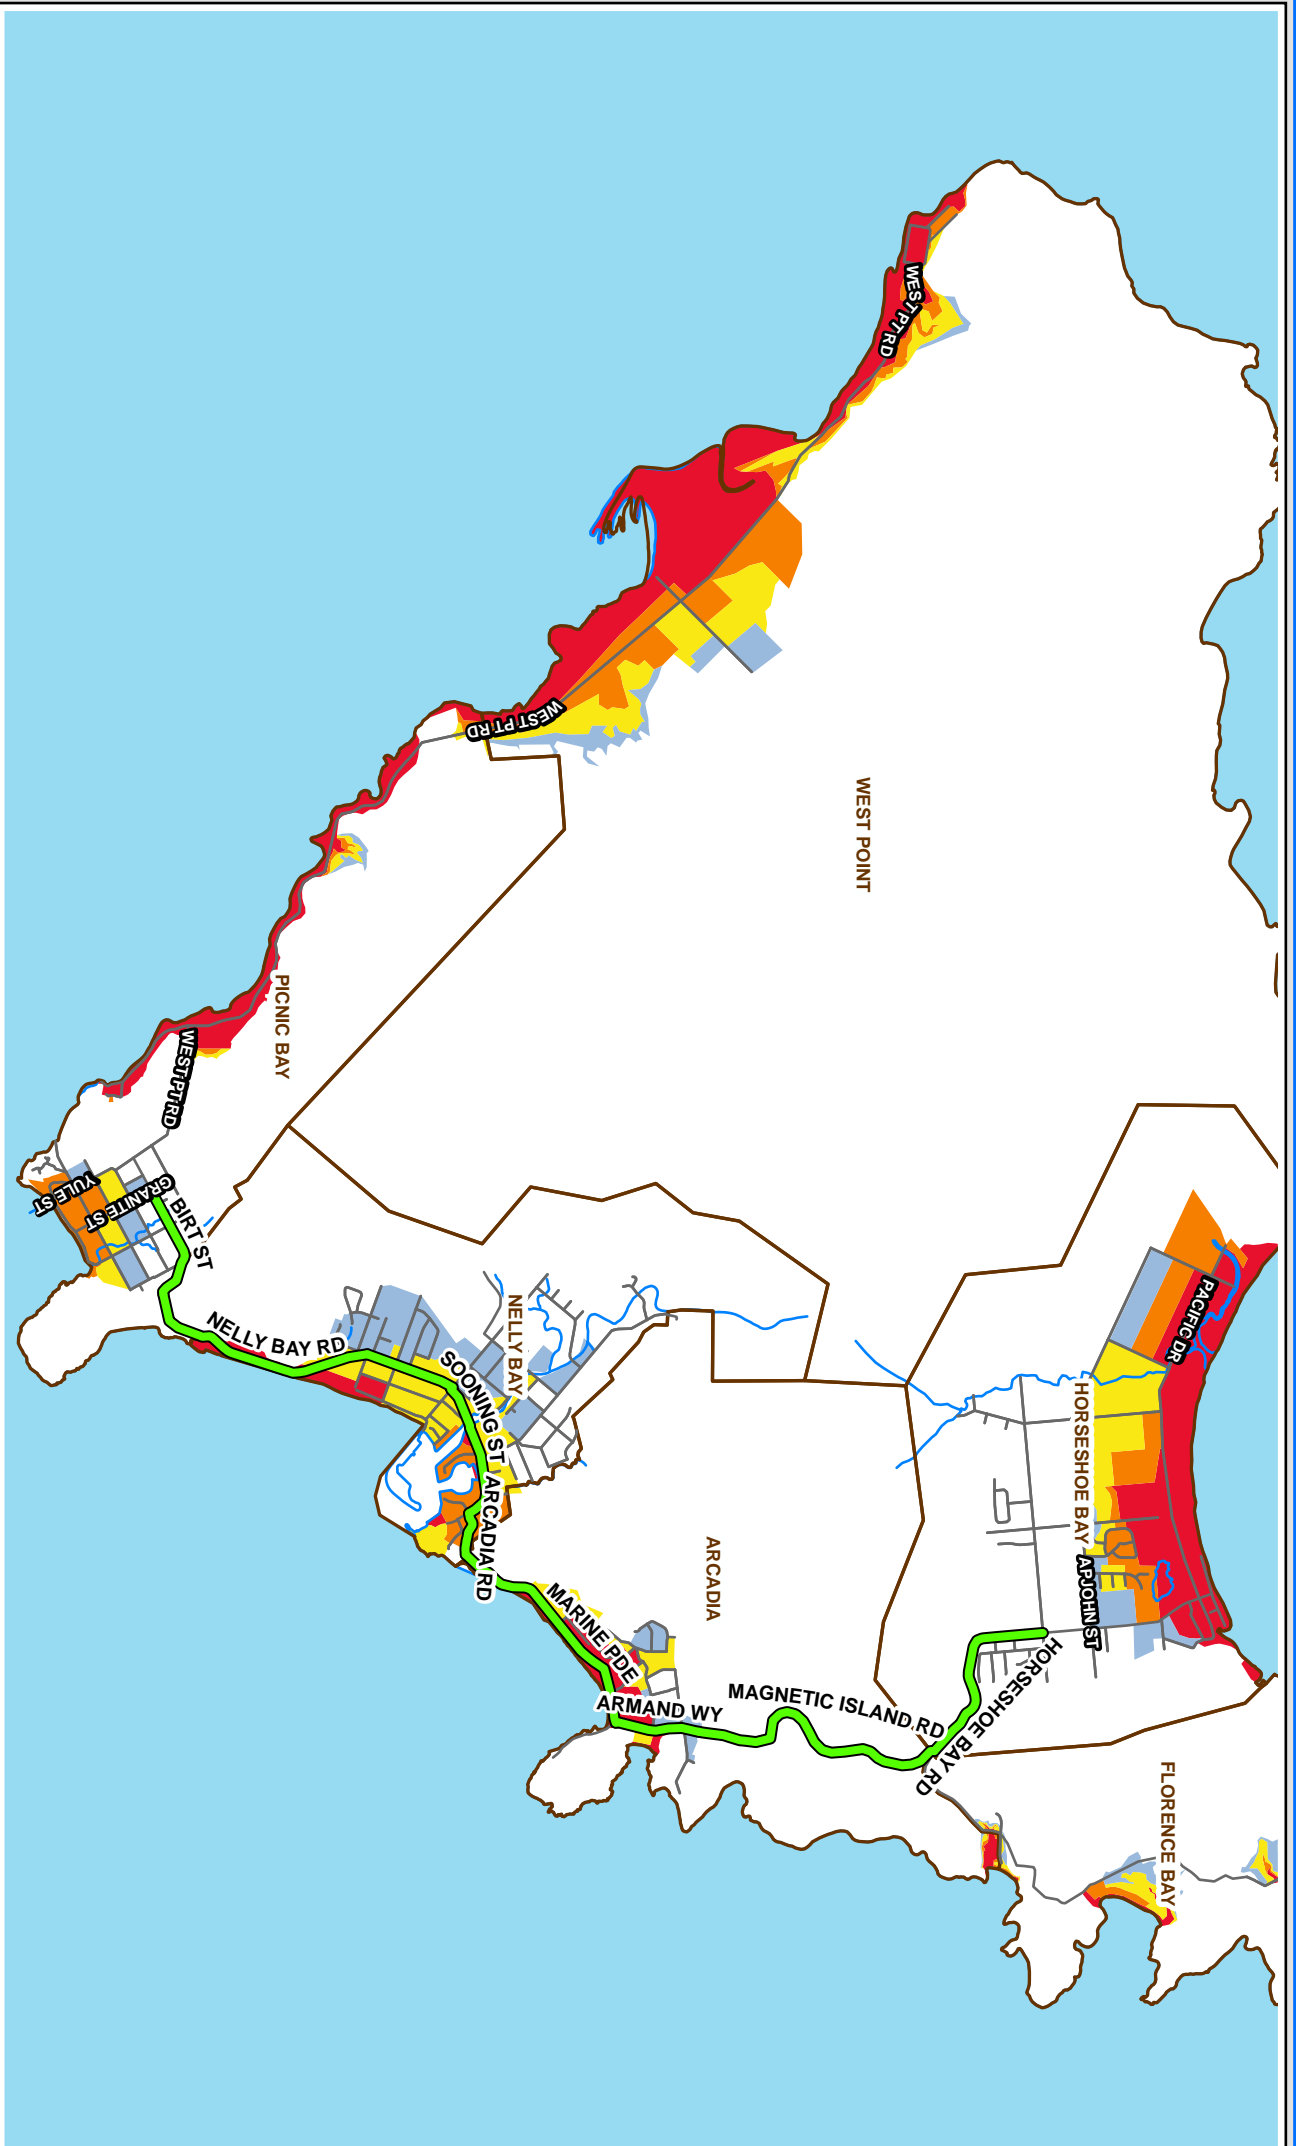 WEST PT RD
WEST PT RD
WEST POINT
PICNIC BAY
WEST PT RD
YULE ST
GRANITE ST
BIRT ST
NELLY BAY RD
NELLY BAY
SOONING ST
ARCADIA RD
PACIFIC DR
HORSESHOE BAY
APJOHN ST
ARCADIA
MARINE PDE
ARMAND WY
MAGNETIC ISLAND RD
HORSESHOE BAY RD
FLORENCE BAY